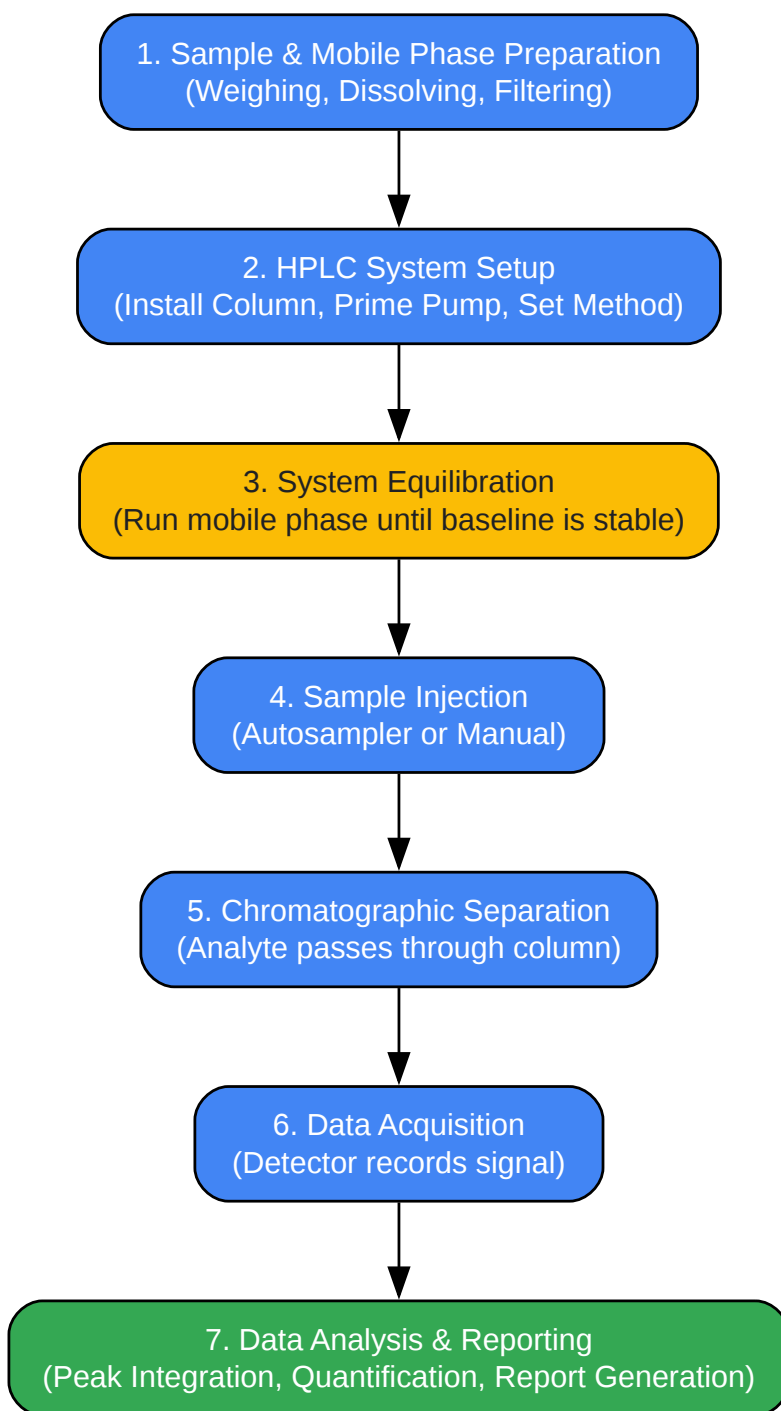 1. Sample & Mobile Phase Preparation
(Weighing, Dissolving, Filtering)
2. HPLC System Setup
(Install Column, Prime Pump, Set Method)
3. System Equilibration
(Run mobile phase until baseline is stable)
4. Sample Injection
(Autosampler or Manual)
5. Chromatographic Separation
(Analyte passes through column)
6. Data Acquisition
(Detector records signal)
7. Data Analysis & Reporting
(Peak Integration, Quantification, Report Generation)